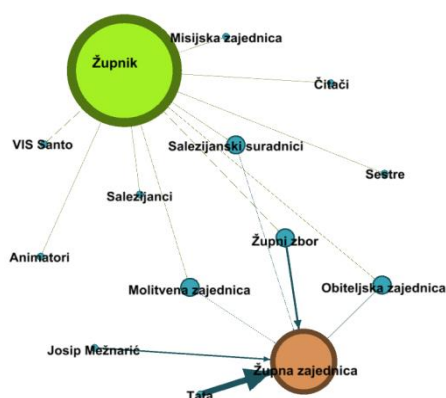 Misijska zajednica
Župnik
Čitači
VIS Santo
Salezijanski suradnici
Sestre
Salezijanci
Župni zbor
Animatori
Molitvena zajednica
Obiteljska zajednica
Josip Mežnarić
Župna zajednica
Tata